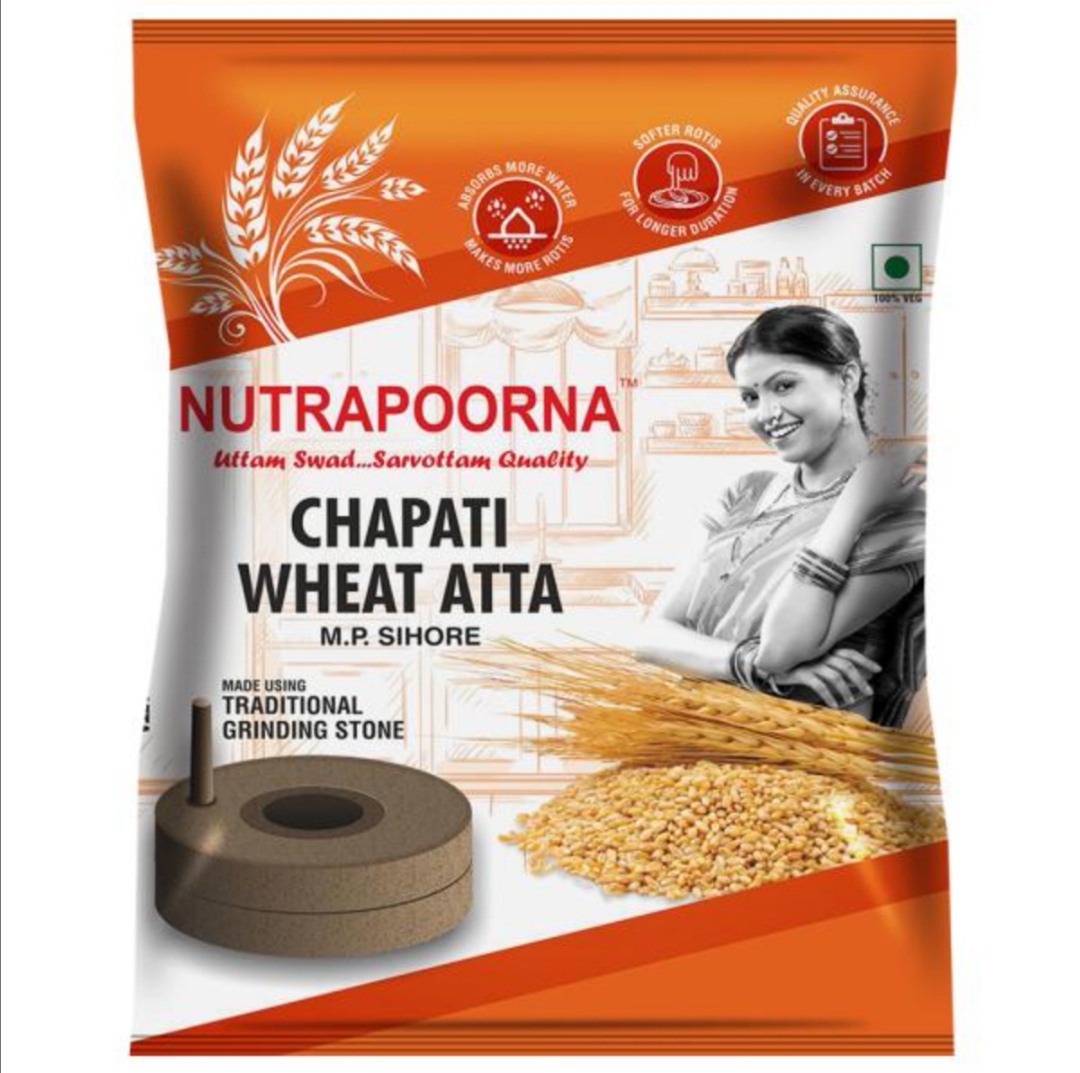 QUALITY ASSURANCE
IN EVERY BATCH
SOFTER ROTIS
FOR LONGER DURATION
ABSORBS MORE WATER
MAKES MORE ROTIS
100% VEG
NUTRAPOORNA™
Uttam Swad...Sarvottam Quality
CHAPATI
WHEAT ATTA
M.P. SIHORE
MADE USING
TRADITIONAL
GRINDING STONE